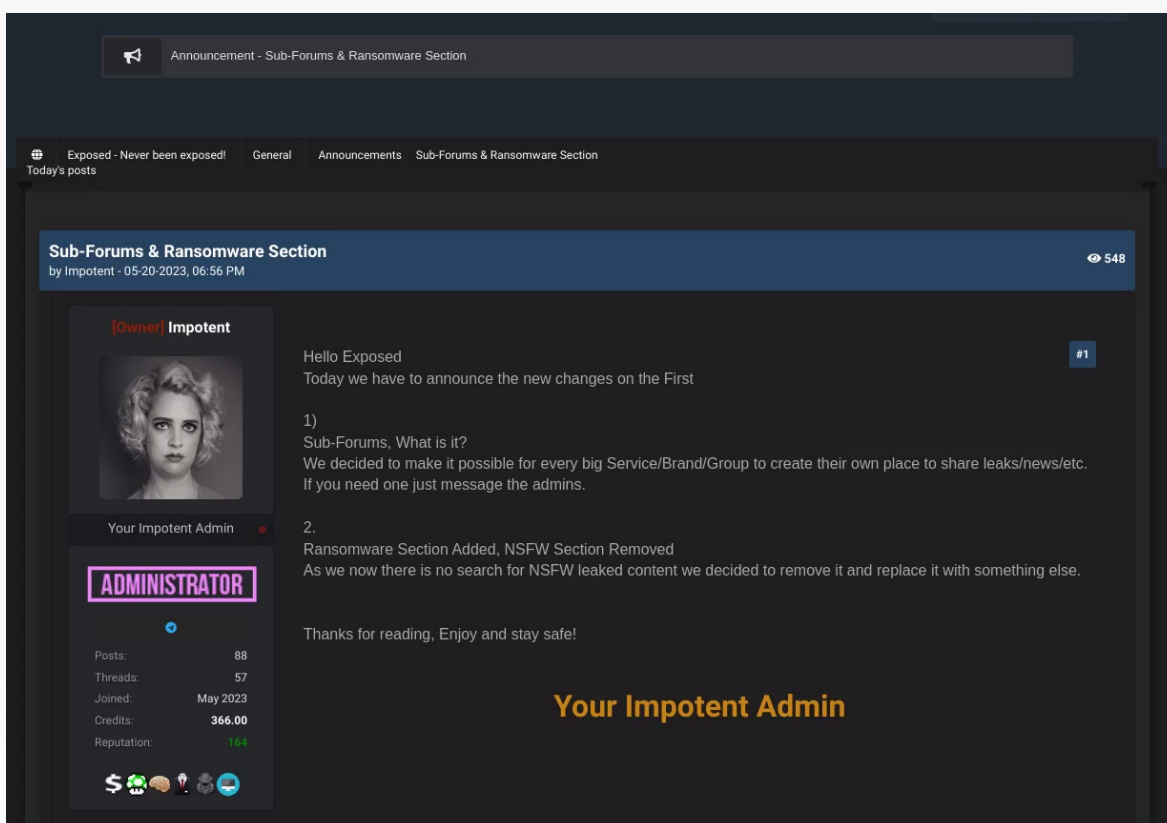 Announcement - Sub-Forums & Ransomware Section
Exposed - Never been exposed! General Announcements Sub-Forums & Ransomware Section
Today's posts
Sub-Forums & Ransomware Section
by Impotent - 05-20-2023, 06:56 PM
548
[Owner] Impotent
Your Impotent Admin
ADMINISTRATOR
Posts: 88
Threads: 57
Joined: May 2023
Credits: 366.00
Reputation: 164
#1
Hello Exposed
Today we have to announce the new changes on the First
1)
Sub-Forums, What is it?
We decided to make it possible for every big Service/Brand/Group to create their own place to share leaks/news/etc.
If you need one just message the admins.
2.
Ransomware Section Added, NSFW Section Removed
As we now there is no search for NSFW leaked content we decided to remove it and replace it with something else.
Thanks for reading, Enjoy and stay safe!
Your Impotent Admin